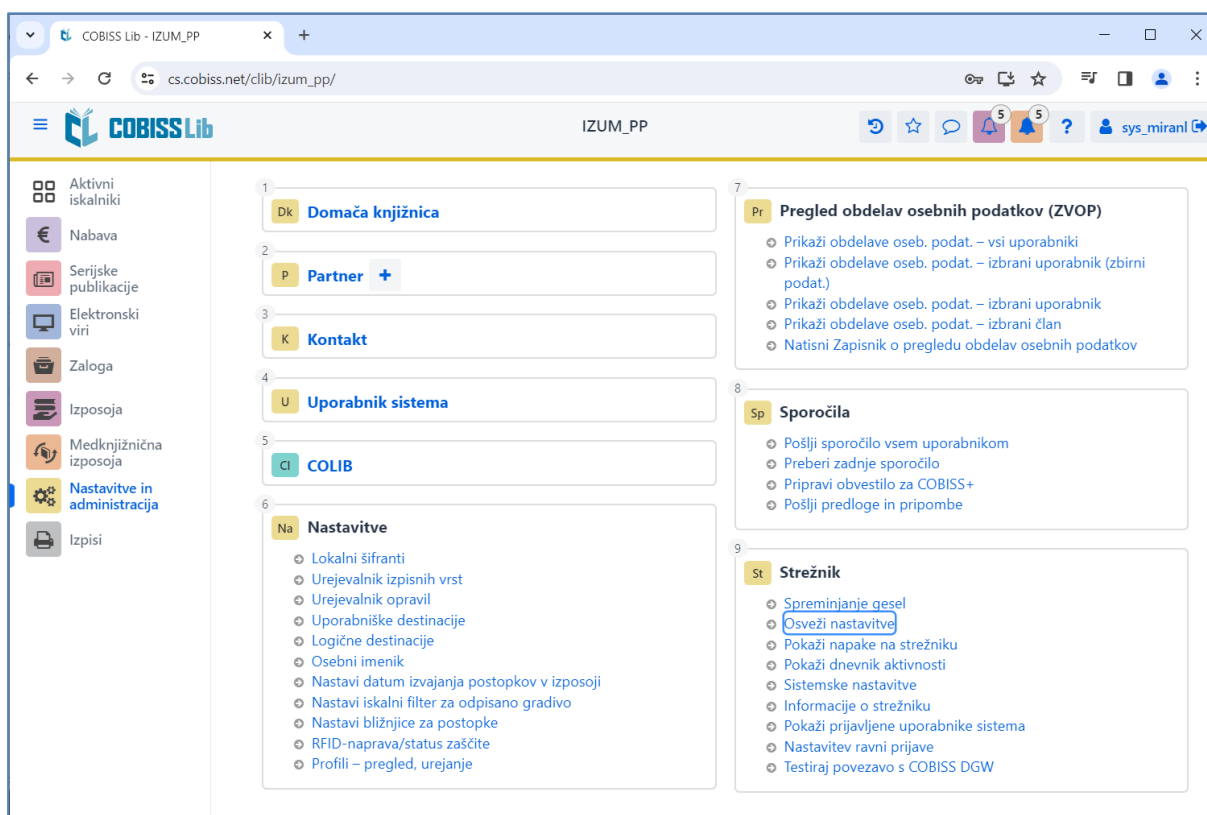 COBISS Lib - IZUM_PP
cs.cobiss.net/clib/izum_pp/
COBISS Lib
IZUM_PP
5
5
?
sys_miranl
Aktivni
iskalniki
€
Nabava
Serijske
publikacije
Elektronski
viri
Zaloga
Izposoja
Medknjižnična
izposoja
Nastavitve in
administracija
Izpisi
1
Dk Domača knjižnica
2
P Partner +
3
K Kontakt
4
U Uporabnik sistema
5
CI COLIB
6
Na Nastavitve
Lokalni šifranti
Urejevalnik izpisnih vrst
Urejevalnik opravil
Uporabniške destinacije
Logične destinacije
Osebni imenik
Nastavi datum izvajanja postopkov v izposoji
Nastavi iskalni filter za odpisano gradivo
Nastavi bližnjice za postopke
RFID-naprava/status zaščite
Profili – pregled, urejanje
7
Pr Pregled obdelav osebnih podatkov (ZVOP)
Prikaži obdelave oseb. podat. – vsi uporabniki
Prikaži obdelave oseb. podat. – izbrani uporabnik (zbirni
podat.)
Prikaži obdelave oseb. podat. – izbrani uporabnik
Prikaži obdelave oseb. podat. – izbrani član
Natisni Zapisnik o pregledu obdelav osebnih podatkov
8
Sp Sporočila
Pošlji sporočilo vsem uporabnikom
Preberi zadnje sporočilo
Pripravi obvestilo za COBISS+
Pošlji predloge in pripombe
9
St Strežnik
Spreminjanje gesel
Osveži nastavitve
Pokaži napake na strežniku
Pokaži dnevnik aktivnosti
Sistemske nastavitve
Informacije o strežniku
Pokaži prijavljene uporabnike sistema
Nastavitev ravni prijave
Testiraj povezavo s COBISS DGW